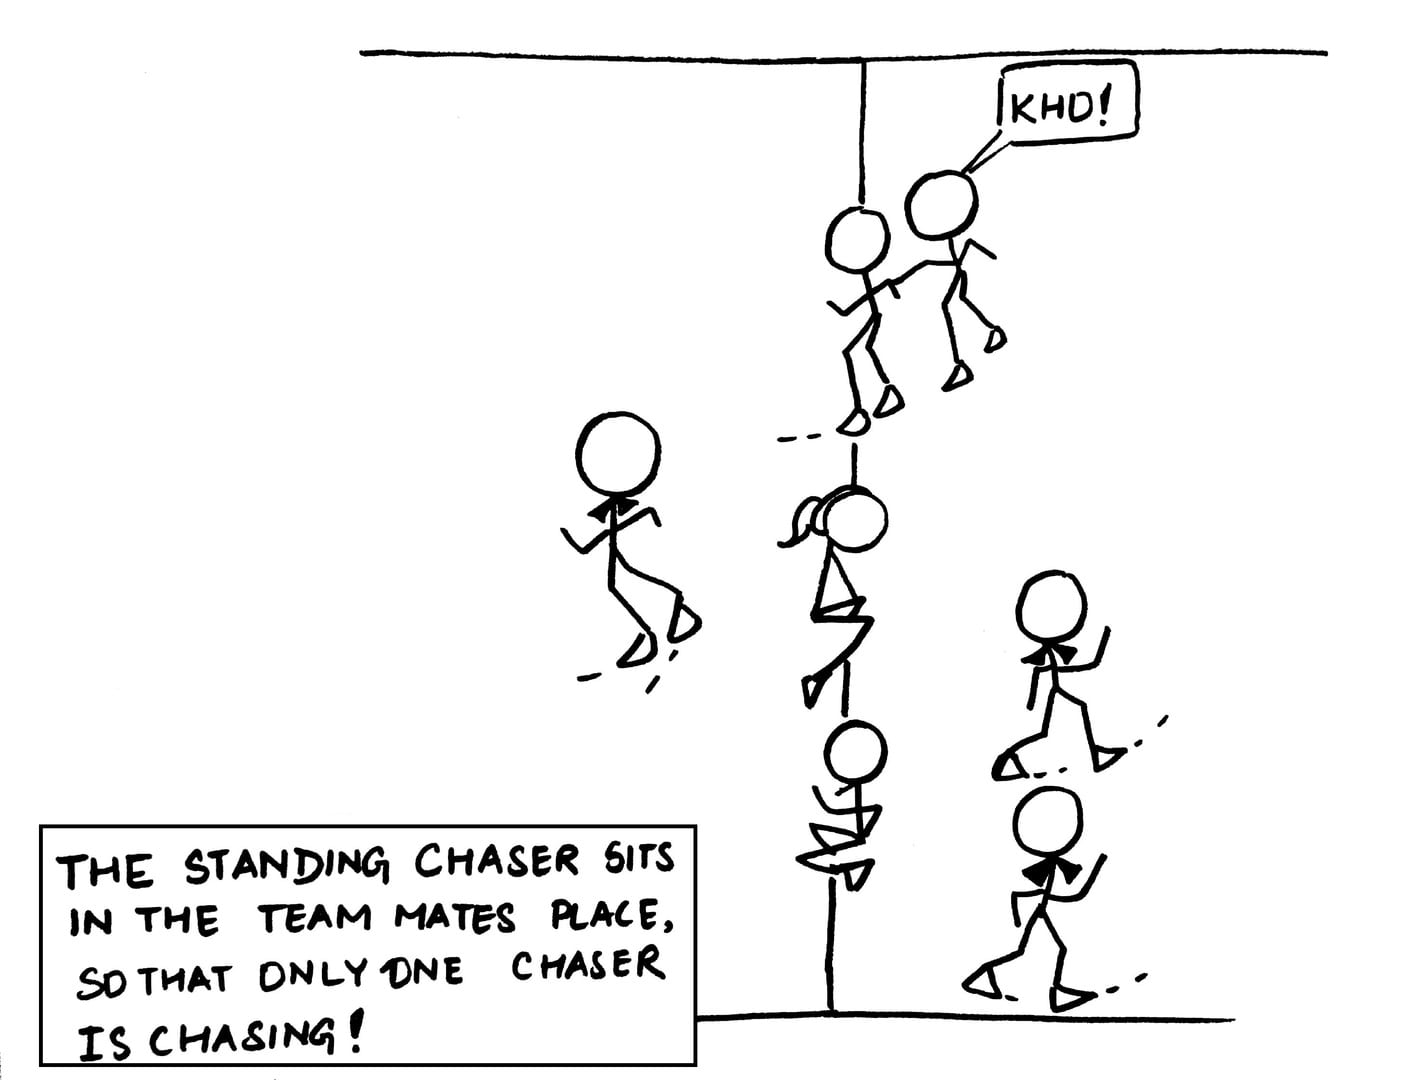 KHO!
THE STANDING CHASER SITS
IN THE TEAM MATES PLACE,
SO THAT ONLY ONE CHASER
IS CHASING!